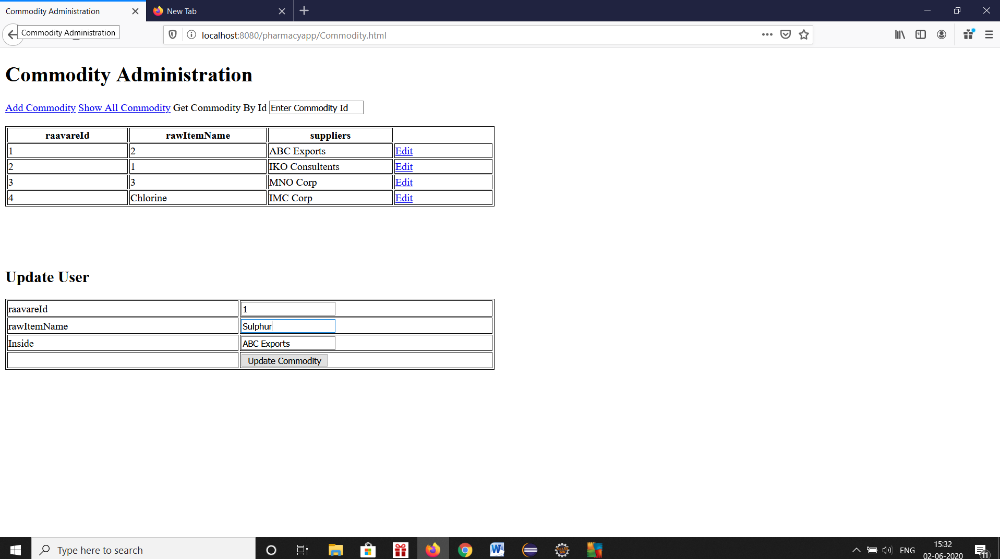 Commodity Administration
New Tab
Commodity Administration
localhost:8080/pharmacyapp/Commodity.html
Commodity Administration
Add Commodity Show All Commodity Get Commodity By Id Enter Commodity Id
raavareId rawItemName suppliers
1 2 ABC Exports Edit
2 1 IKO Consultents Edit
3 3 MNO Corp Edit
4 Chlorine IMC Corp Edit
Update User
raavareId 1
rawItemName Sulphur
Inside ABC Exports
Update Commodity
Type here to search
ENG
15:32
02-06-2020
11